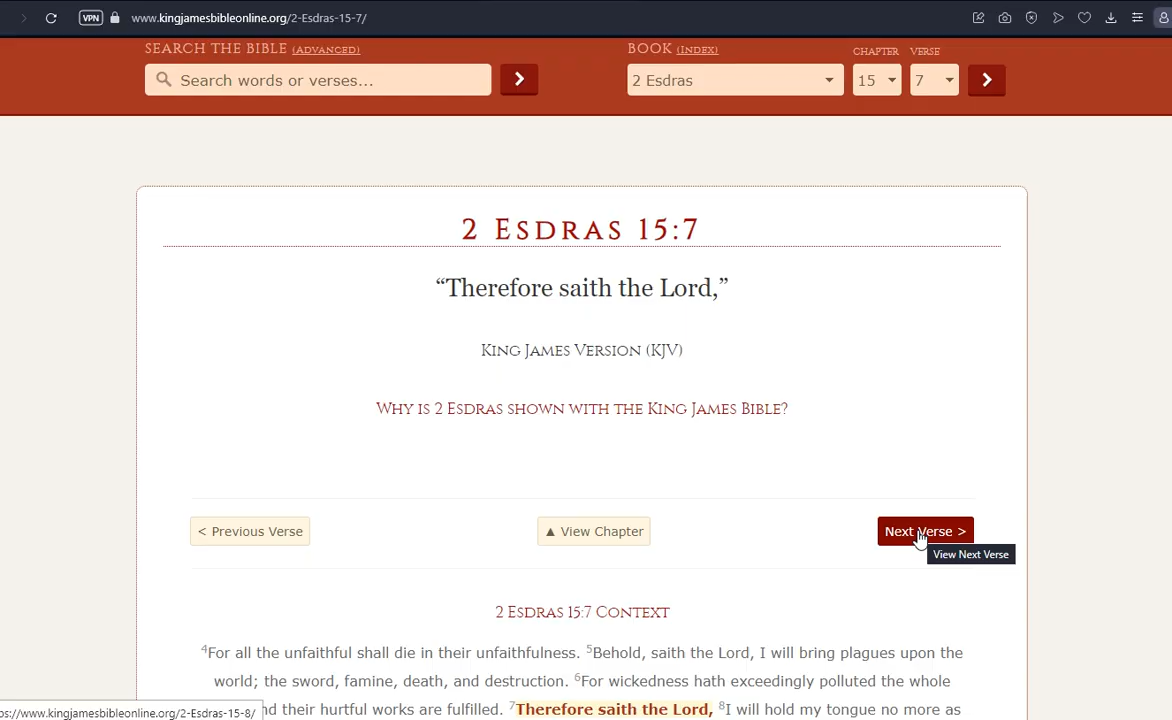 VPN www.kingjamesbibleonline.org/2-Esdras-15-7/
SEARCH THE BIBLE (ADVANCED) BOOK (INDEX) CHAPTER VERSE
Search words or verses... 2 Esdras 15 7
2 ESDRAS 15:7
“Therefore saith the Lord,”
KING JAMES VERSION (KJV)
WHY IS 2 ESDRAS SHOWN WITH THE KING JAMES BIBLE?
< Previous Verse ▲ View Chapter Next Verse >
View Next Verse
2 ESDRAS 15:7 CONTEXT
4For all the unfaithful shall die in their unfaithfulness. 5Behold, saith the Lord, I will bring plagues upon the
world; the sword, famine, death, and destruction. 6For wickedness hath exceedingly polluted the whole
nd their hurtful works are fulfilled. 7Therefore saith the Lord, 8I will hold my tongue no more as
ps://www.kingjamesbibleonline.org/2-Esdras-15-8/